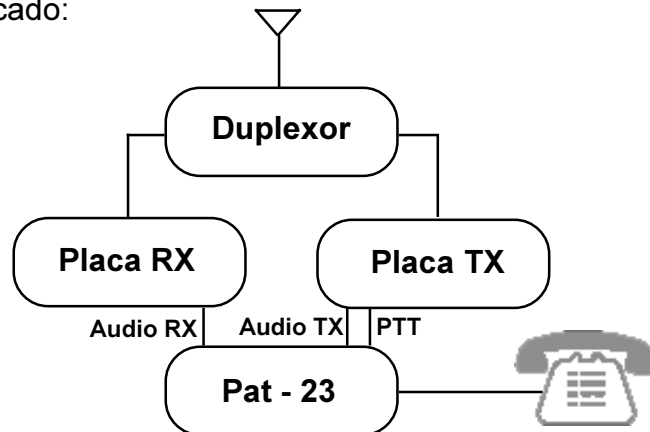 cado:
Duplexor
Placa RX
Placa TX
Audio RX
Audio TX
PTT
Pat - 23